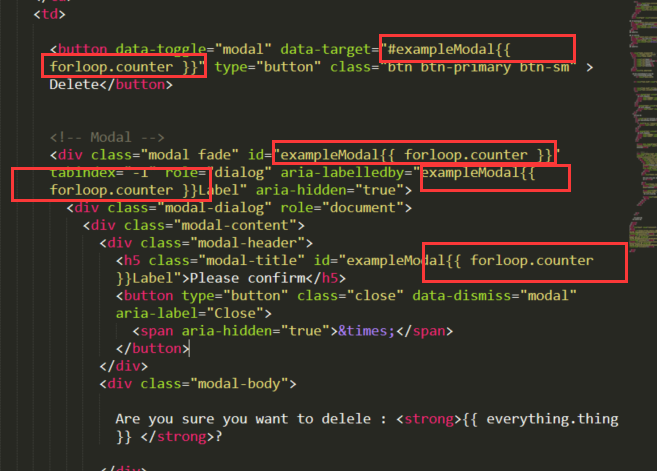 <td>
<button data-toggle="modal" data-target="#exampleModal{{
forloop.counter }}" type="button" class="btn btn-primary btn-sm" >
Delete</button>
<!-- Modal -->
<div class="modal fade" id="exampleModal{{ forloop.counter }}"
tabindex="-1" role="dialog" aria-labelledby="exampleModal{{
forloop.counter }}Label" aria-hidden="true">
<div class="modal-dialog" role="document">
<div class="modal-content">
<div class="modal-header">
<h5 class="modal-title" id="exampleModal{{ forloop.counter
}}Label">Please confirm</h5>
<button type="button" class="close" data-dismiss="modal"
aria-label="Close">
<span aria-hidden="true">&times;</span>
</button>
</div>
<div class="modal-body">
Are you sure you want to delele : <strong>{{ everything.thing
}} </strong>?